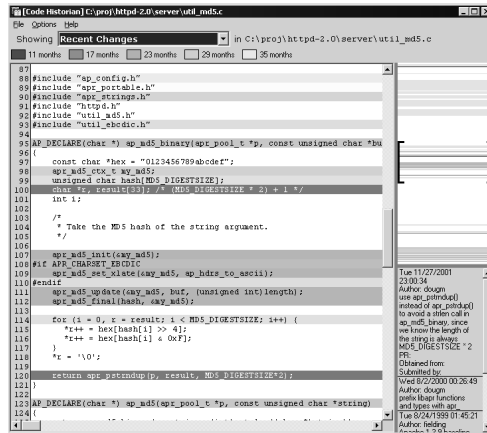 [Code Historian] C:\proj\httpd-2.0\server\util_md5.c
File Options Help
Showing Recent Changes in C:\proj\httpd-2.0\server\util_md5.c
11 months 17 months 23 months 29 months 35 months
87
88 #include "ap_config.h"
89 #include "apr_portable.h"
90 #include "apr_strings.h"
91 #include "httpd.h"
92 #include "util_md5.h"
93 #include "util_ebcdic.h"
94
95 AP_DECLARE(char *) ap_md5_binary(apr_pool_t *p, const unsigned char *bu
96 {
97 const char *hex = "0123456789abcdef";
98 apr_md5_ctx_t my_md5;
99 unsigned char hash[MD5_DIGESTSIZE];
100 char *r, result[33]; /* (MD5_DIGESTSIZE * 2) + 1 */
101 int i;
102
103 /*
104 * Take the MD5 hash of the string argument.
105 */
106
107 apr_md5_init(&my_md5);
108 #if APR_CHARSET_EBCDIC
109 apr_md5_set_xlate(&my_md5, ap_hdrs_to_ascii);
110 #endif
111 apr_md5_update(&my_md5, buf, (unsigned int)length);
112 apr_md5_final(hash, &my_md5);
113
114 for (i = 0, r = result; i < MD5_DIGESTSIZE; i++) {
115 *r++ = hex[hash[i] >> 4];
116 *r++ = hex[hash[i] & 0xF];
117 }
118 *r = '\0';
119
120 return apr_pstrndup(p, result, MD5_DIGESTSIZE*2);
121 }
122
123 AP_DECLARE(char *) ap_md5(apr_pool_t *p, const unsigned char *string)
124 {
Tue 11/27/2001
23:00:34
Author: dougm
use apr_pstrndup()
instead of apr_pstrdup()
to avoid a strlen call in
ap_md5_binary, since
we know the length of
the string is always
MD5_DIGESTSIZE * 2
PR:
Obtained from:
Submitted by:
Wed 8/2/2000 00:26:49
Author: dougm
prefix libapr functions
and types with apr_
Tue 8/24/1999 01:45:21
Author: fielding
Apache 1.3.9 baseline